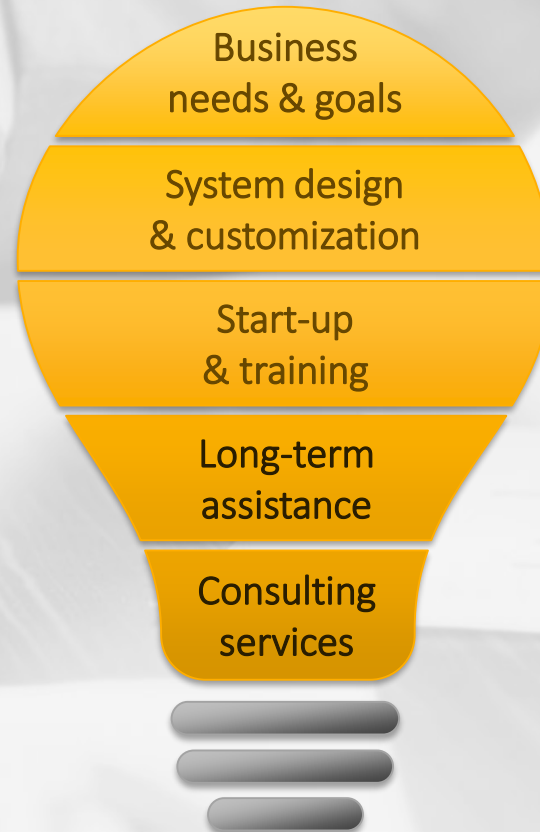 Business
needs & goals
System design
& customization
Start-up
& training
Long-term
assistance
Consulting
services